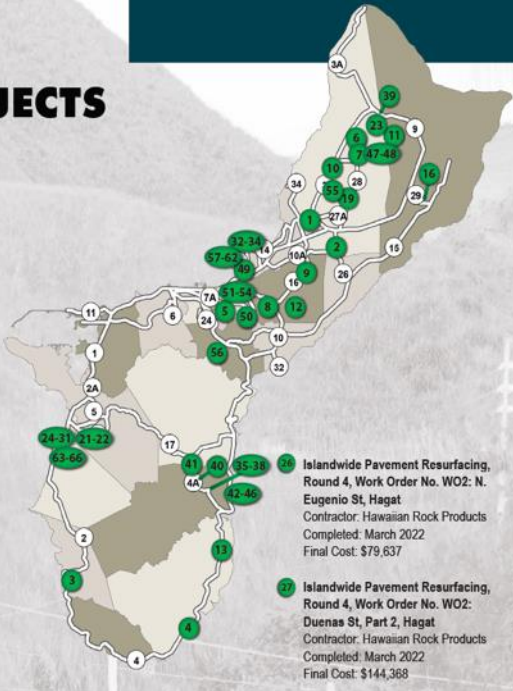 JECTS
3A
39
23
6
11
9
7
47-48
10
16
28
34
55
19
29
1
27A
32-34
14
2
15
57-62
10A
49
9
26
16
51-54
7A
11
5
50
8
12
6
24
10
1
56
32
2A
5
24-31
21-22
17
63-66
41
40
35-38
4A
42-46
2
13
3
4
4
26 Islandwide Pavement Resurfacing,
Round 4, Work Order No. WO2: N.
Eugenio St, Hagat
Contractor: Hawaiian Rock Products
Completed: March 2022
Final Cost: $79,637
27 Islandwide Pavement Resurfacing,
Round 4, Work Order No. WO2:
Duenas St, Part 2, Hagat
Contractor: Hawaiian Rock Products
Completed: March 2022
Final Cost: $144,368